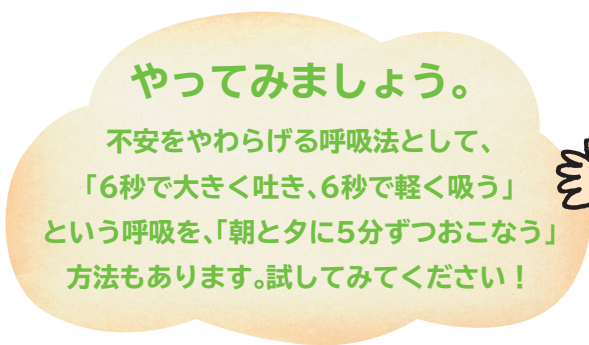 やってみましょう。
不安をやわらげる呼吸法として、
「6秒で大きく吐き、6秒で軽く吸う」
という呼吸を、「朝と夕に5分ずつおこなう」
方法もあります。試してみてください！